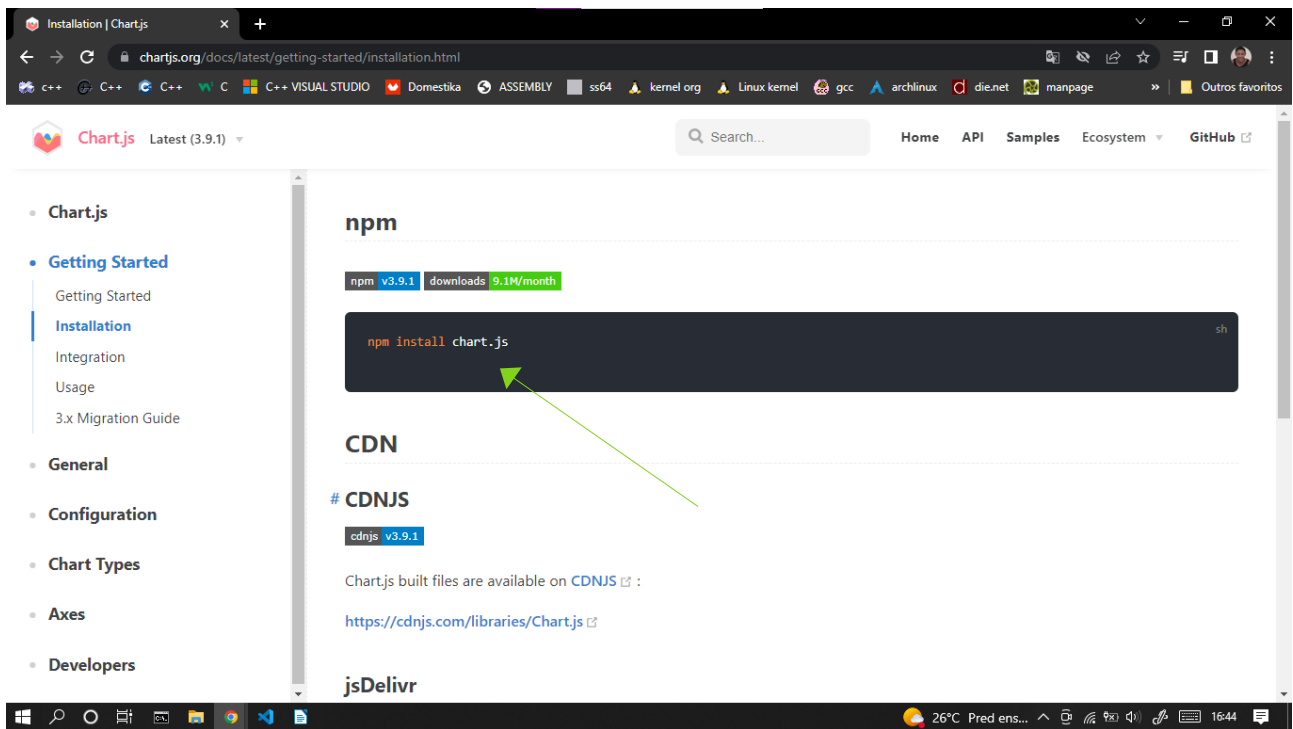 Installation | Chart.js
chartjs.org/docs/latest/getting-started/installation.html
c++ C++ C++ C C++ VISUAL STUDIO Domestika ASSEMBLY ss64 kernel org Linux kernel gcc archlinux die.net manpage » Outros favoritos
Chart.js Latest (3.9.1) Search... Home API Samples Ecosystem GitHub
Chart.js
Getting Started
Getting Started
Installation
Integration
Usage
3.x Migration Guide
General
Configuration
Chart Types
Axes
Developers
npm
npm v3.9.1 downloads 9.1M/month
sh
npm install chart.js
CDN
# CDNJS
cdnjs v3.9.1
Chart.js built files are available on CDNJS :
https://cdnjs.com/libraries/Chart.js
jsDelivr
26°C Pred ens... 16:44